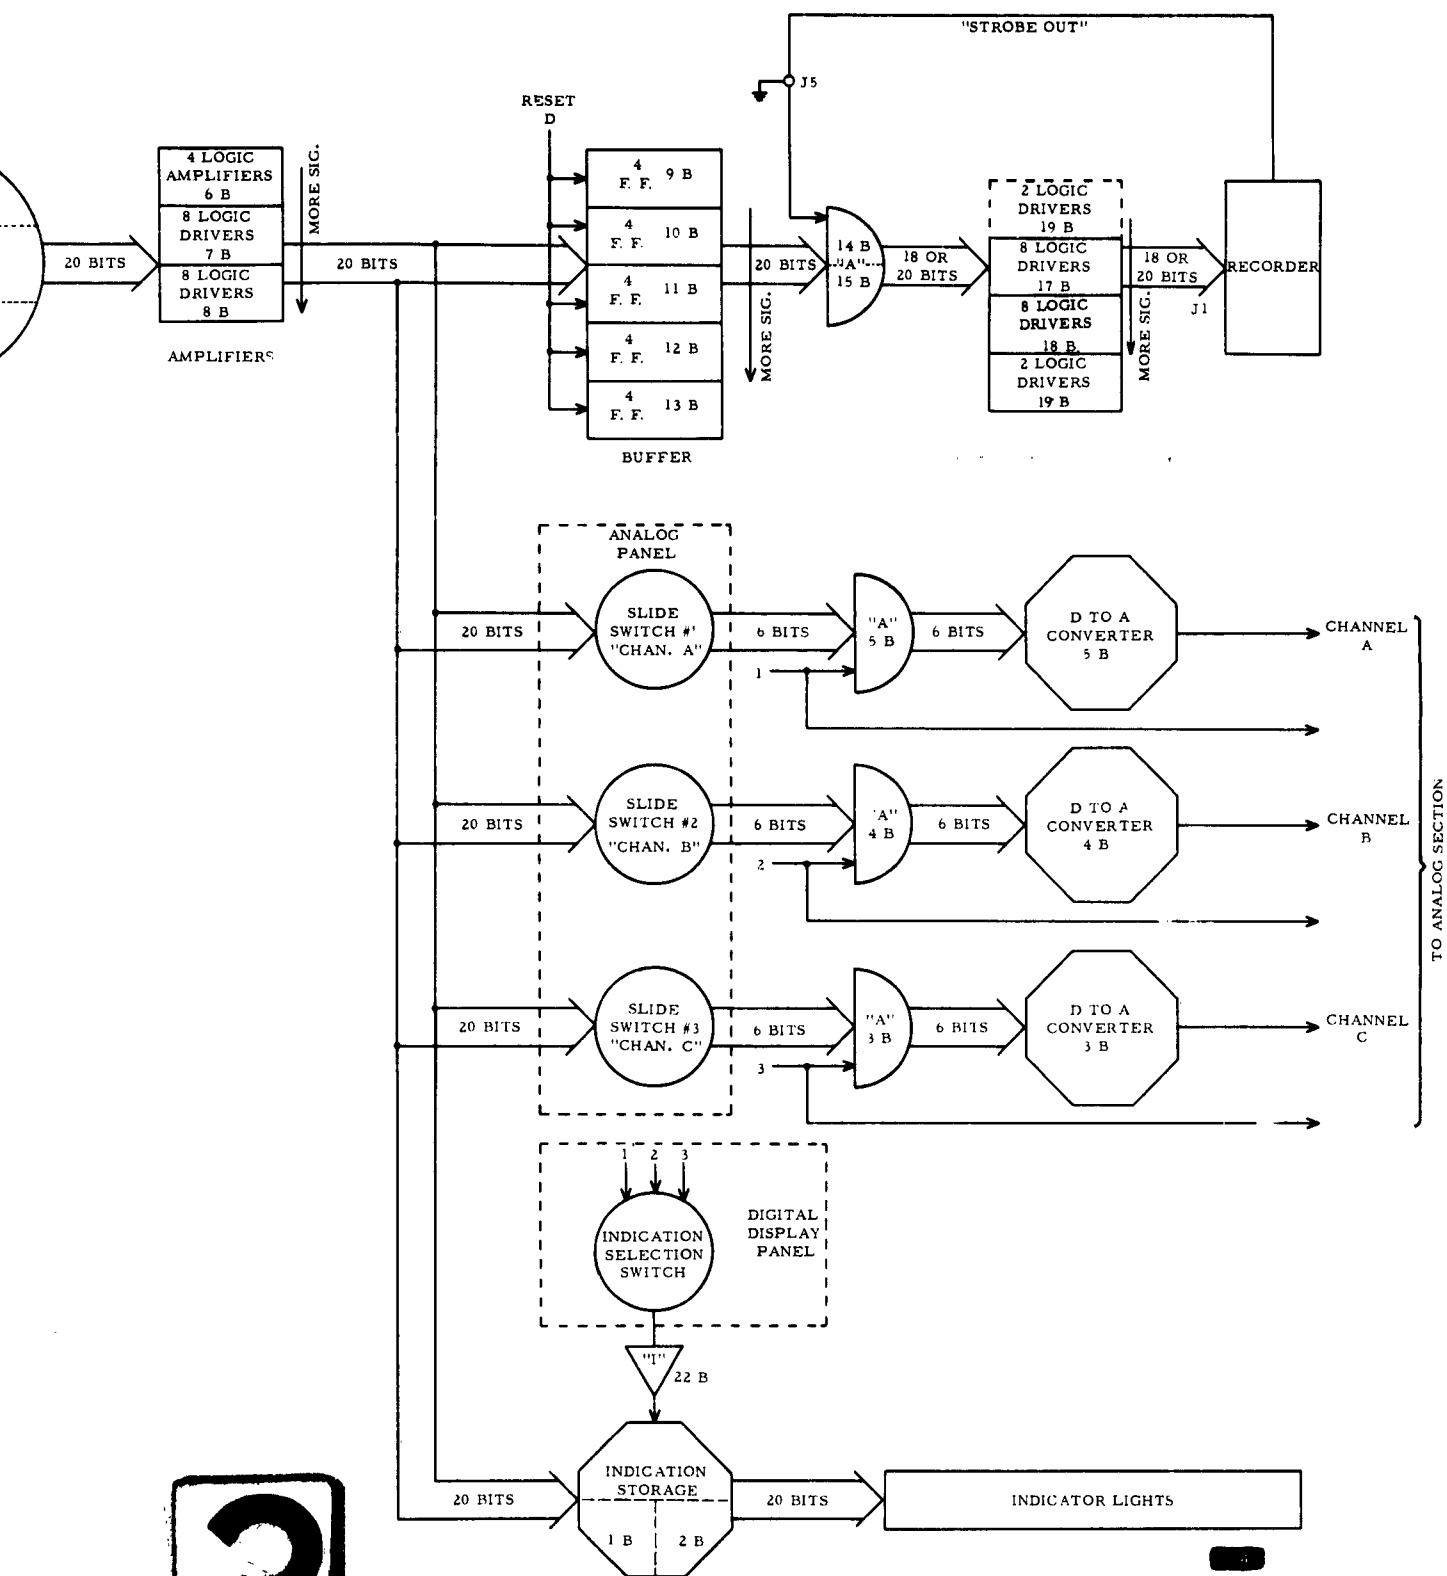 "STROBE OUT"
J5
RESET
D
4 LOGIC
AMPLIFIERS
6 B
8 LOGIC
DRIVERS
7 B
8 LOGIC
DRIVERS
8 B
AMPLIFIERS
MORE SIG.
20 BITS
20 BITS
4
F. F.
9 B
4
F. F.
10 B
4
F. F.
11 B
4
F. F.
12 B
4
F. F.
13 B
BUFFER
MORE SIG.
20 BITS
14 B
"A"
15 B
18 OR
20 BITS
2 LOGIC
DRIVERS
19 B
8 LOGIC
DRIVERS
17 B
8 LOGIC
DRIVERS
18 B
2 LOGIC
DRIVERS
19 B
MORE SIG.
18 OR
20 BITS
J1
RECORDER
ANALOG
PANEL
20 BITS
SLIDE
SWITCH #'
"CHAN. A"
6 BITS
1
"A"
5 B
6 BITS
D TO A
CONVERTER
5 B
CHANNEL
A
20 BITS
SLIDE
SWITCH #2
"CHAN. B"
6 BITS
2
"A"
4 B
6 BITS
D TO A
CONVERTER
4 B
CHANNEL
B
20 BITS
SLIDE
SWITCH #3
"CHAN. C"
6 BITS
3
"A"
3 B
6 BITS
D TO A
CONVERTER
3 B
CHANNEL
C
TO ANALOG SECTION
1 2 3
INDICATION
SELECTION
SWITCH
DIGITAL
DISPLAY
PANEL
"I"
22 B
20 BITS
INDICATION
STORAGE
1 B
2 B
20 BITS
INDICATOR LIGHTS